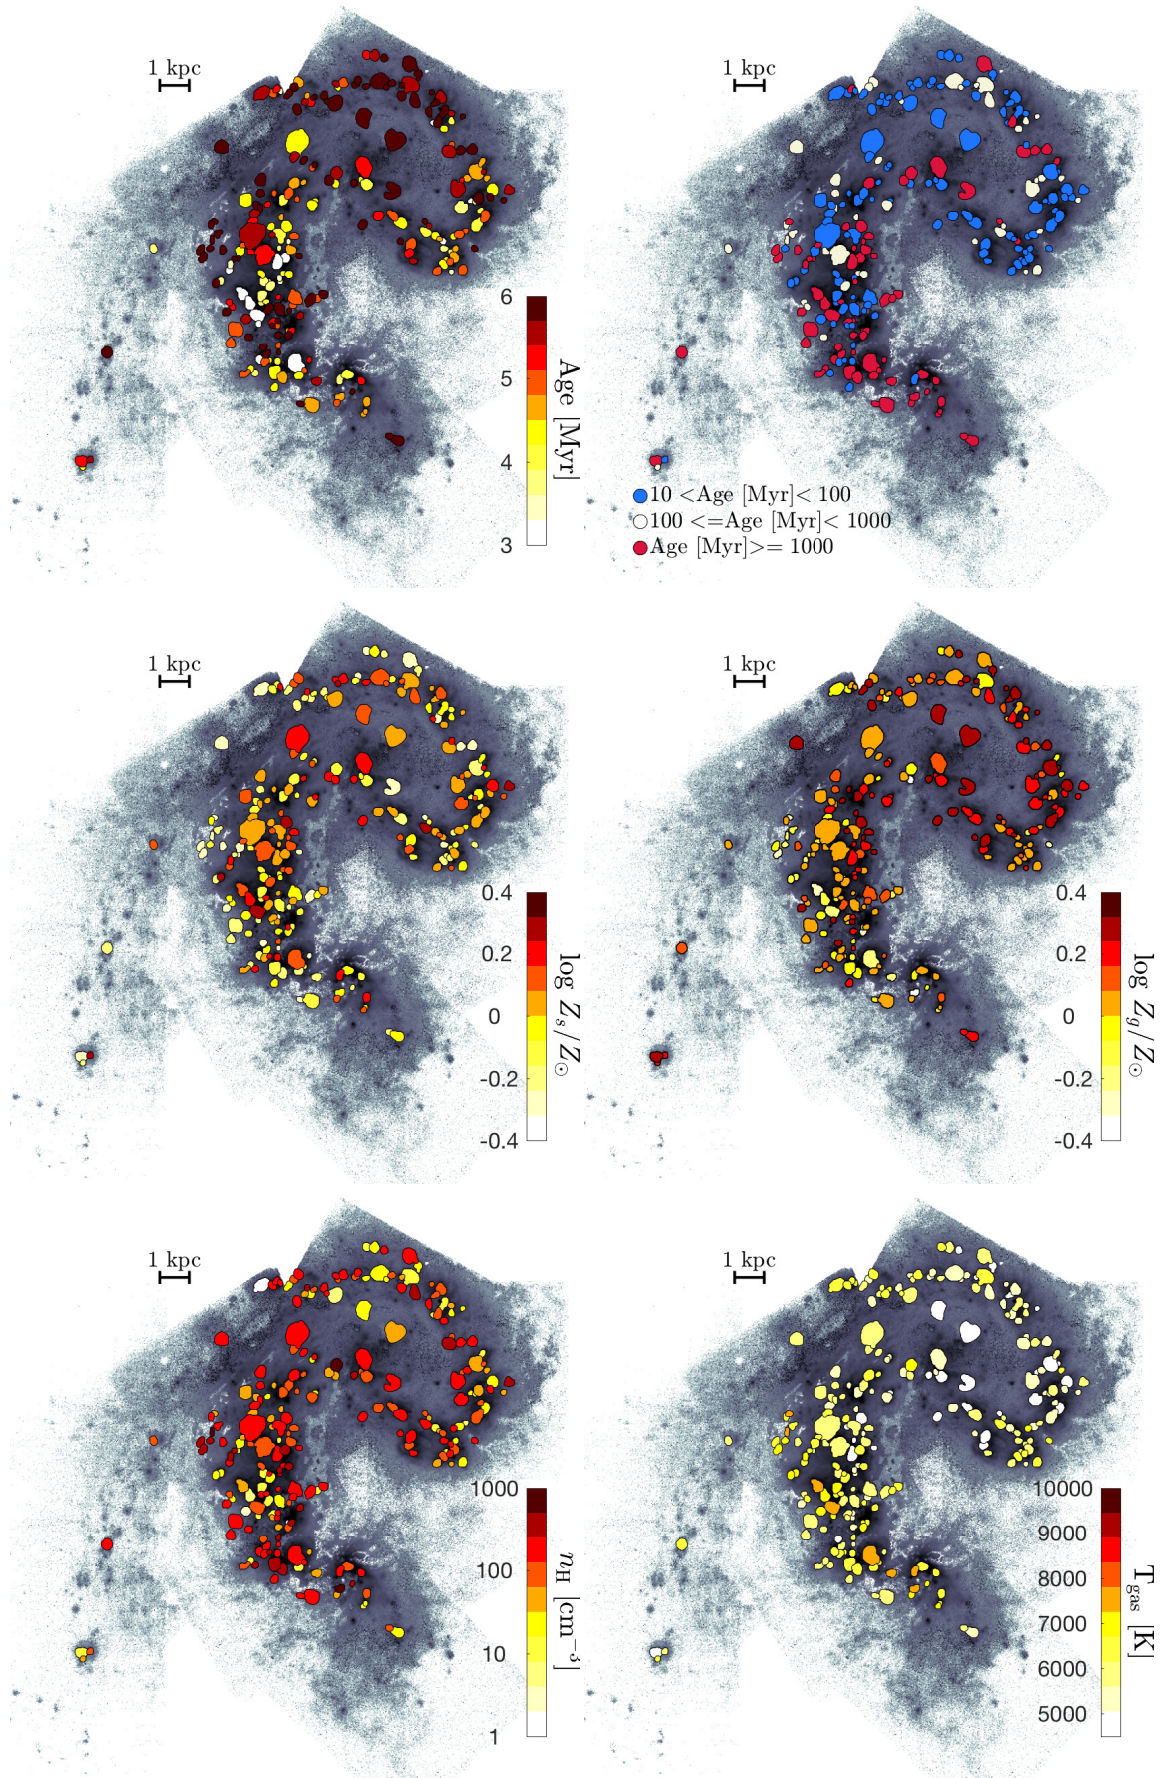 1 kpc
6
5
4
3
Age [Myr]
1 kpc
10 <Age [Myr]< 100
100 <=Age [Myr]< 1000
Age [Myr]>= 1000
1 kpc
0.4
0.2
0
-0.2
-0.4
log Z_s/Z_⊙
1 kpc
0.4
0.2
0
-0.2
-0.4
log Z_g/Z_⊙
1 kpc
1000
100
10
1
n_H [cm^{-3}]
1 kpc
10000
9000
8000
7000
6000
5000
T_gas [K]